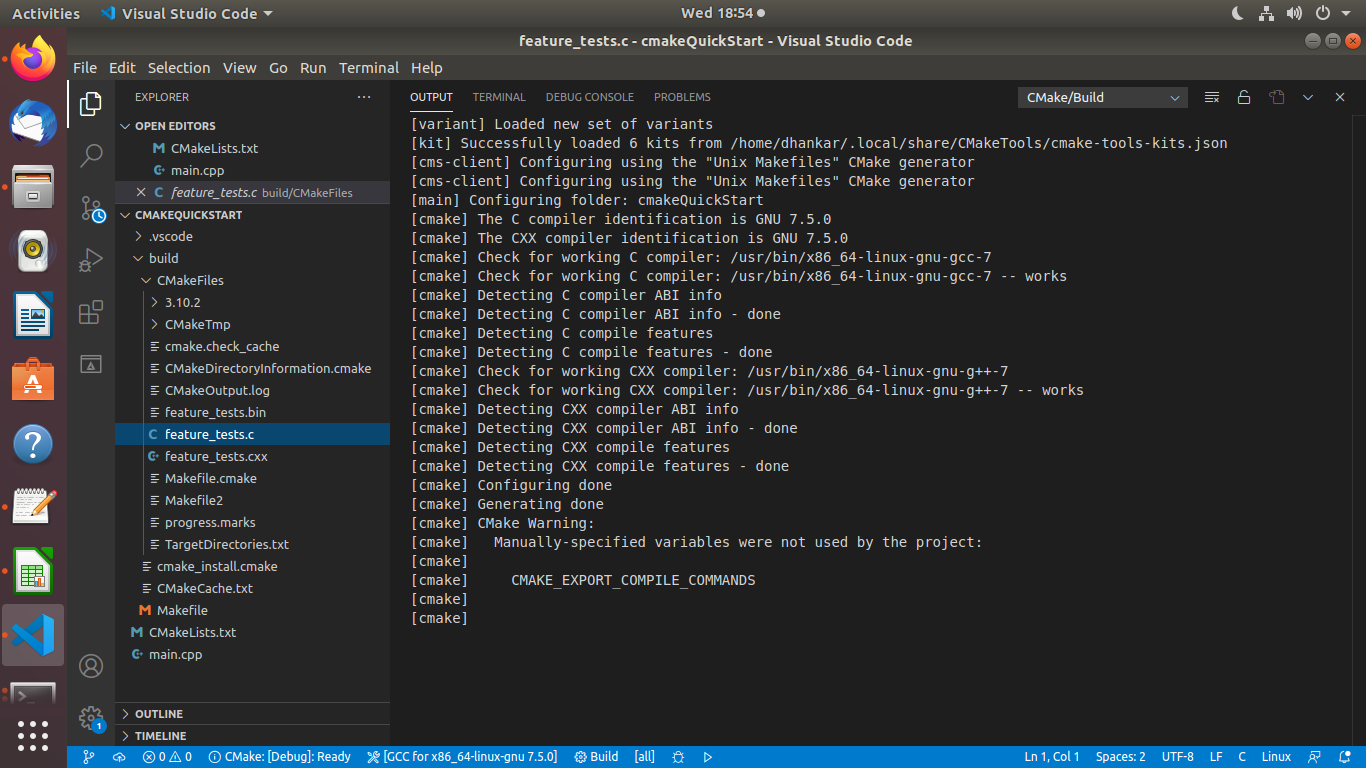 Activities Visual Studio Code Wed 18:54
feature_tests.c - cmakeQuickStart - Visual Studio Code
File Edit Selection View Go Run Terminal Help
EXPLORER
OPEN EDITORS
CMakeLists.txt
main.cpp
feature_tests.c build/CMakeFiles
CMAKEQUICKSTART
.vscode
build
CMakeFiles
3.10.2
CMakeTmp
cmake.check_cache
CMakeDirectoryInformation.cmake
CMakeOutput.log
feature_tests.bin
feature_tests.c
feature_tests.cxx
Makefile.cmake
Makefile2
progress.marks
TargetDirectories.txt
cmake_install.cmake
CMakeCache.txt
Makefile
CMakeLists.txt
main.cpp
OUTLINE
TIMELINE
1
OUTPUT TERMINAL DEBUG CONSOLE PROBLEMS CMake/Build
[variant] Loaded new set of variants
[kit] Successfully loaded 6 kits from /home/dhankar/.local/share/CMakeTools/cmake-tools-kits.json
[cms-client] Configuring using the "Unix Makefiles" CMake generator
[cms-client] Configuring using the "Unix Makefiles" CMake generator
[main] Configuring folder: cmakeQuickStart
[cmake] The C compiler identification is GNU 7.5.0
[cmake] The CXX compiler identification is GNU 7.5.0
[cmake] Check for working C compiler: /usr/bin/x86_64-linux-gnu-gcc-7
[cmake] Check for working C compiler: /usr/bin/x86_64-linux-gnu-gcc-7 -- works
[cmake] Detecting C compiler ABI info
[cmake] Detecting C compiler ABI info - done
[cmake] Detecting C compile features
[cmake] Detecting C compile features - done
[cmake] Check for working CXX compiler: /usr/bin/x86_64-linux-gnu-g++-7
[cmake] Check for working CXX compiler: /usr/bin/x86_64-linux-gnu-g++-7 -- works
[cmake] Detecting CXX compiler ABI info
[cmake] Detecting CXX compiler ABI info - done
[cmake] Detecting CXX compile features
[cmake] Detecting CXX compile features - done
[cmake] Configuring done
[cmake] Generating done
[cmake] CMake Warning:
[cmake]   Manually-specified variables were not used by the project:
[cmake]
[cmake]     CMAKE_EXPORT_COMPILE_COMMANDS
[cmake]
[cmake]
0 0 CMake: [Debug]: Ready [GCC for x86_64-linux-gnu 7.5.0] Build [all] Ln 1, Col 1 Spaces: 2 UTF-8 LF C Linux